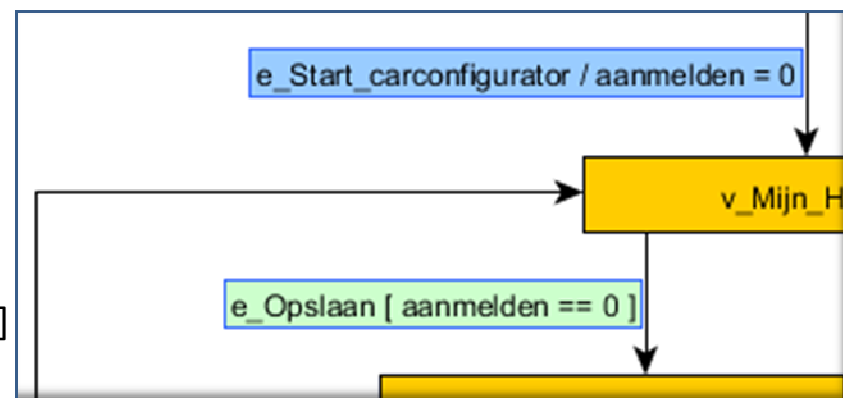 e_Start_carconfigurator / aanmelden = 0
v_Mijn_H
e_Opslaan [ aanmelden == 0 ]
]